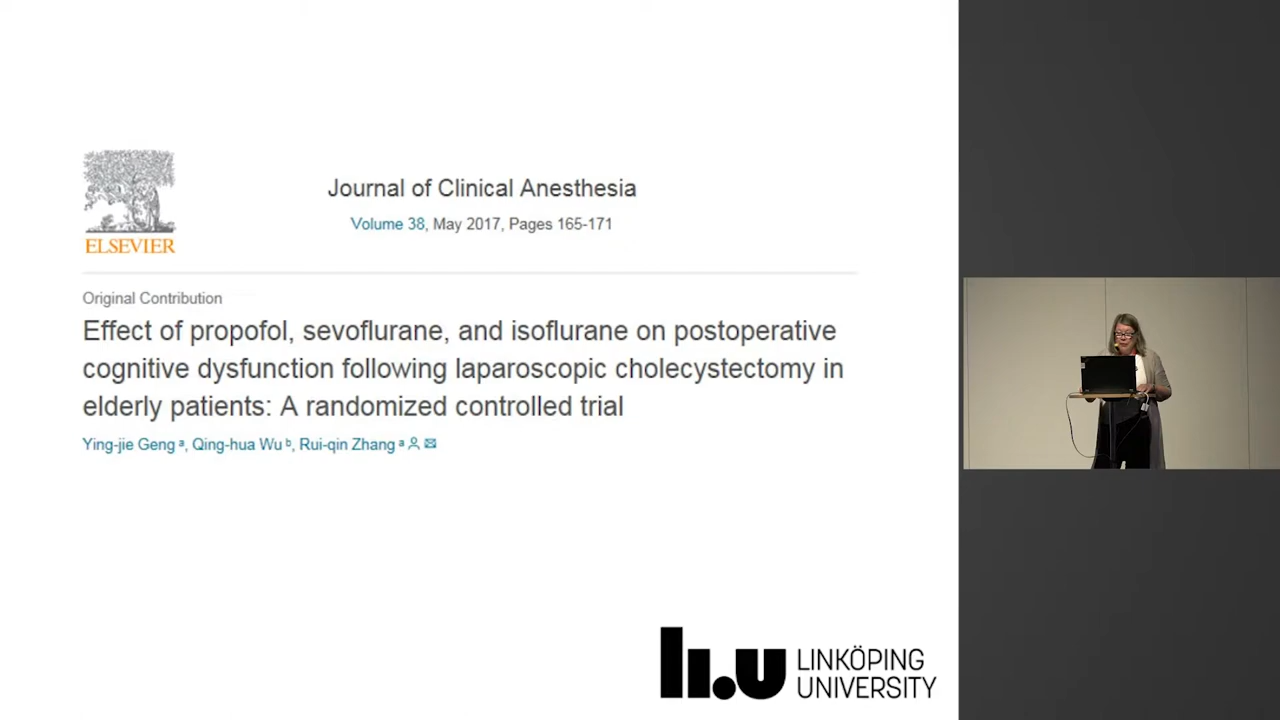 ELSEVIER
Journal of Clinical Anesthesia
Volume 38, May 2017, Pages 165-171
Original Contribution
Effect of propofol, sevoflurane, and isoflurane on postoperative
cognitive dysfunction following laparoscopic cholecystectomy in
elderly patients: A randomized controlled trial
Ying-jie Geng ª, Qing-hua Wu ᵇ, Rui-qin Zhang ª
li.u LINKÖPING
UNIVERSITY